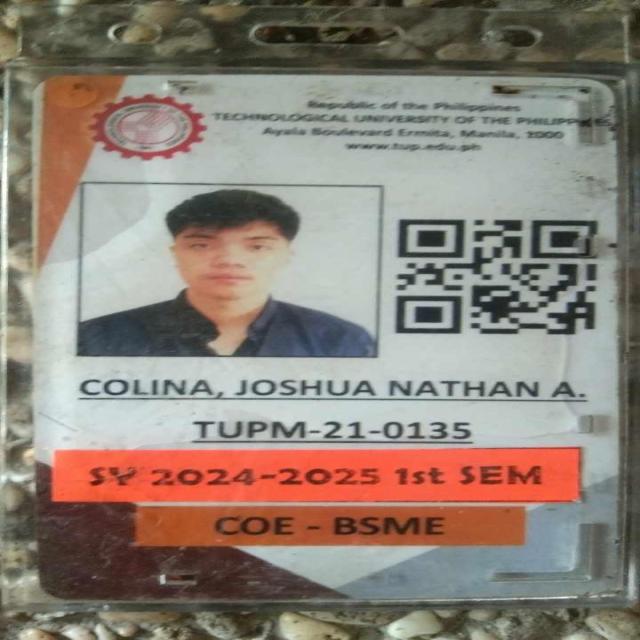 Republic of the Philippines
TECHNOLOGICAL UNIVERSITY OF THE PHILIPPINES
Ayala Boulevard Ermita, Manila, 1000
www.tup.edu.ph
COLINA, JOSHUA NATHAN A.
TUPM-21-0135
SY 2024-2025 1st SEM
COE - BSME